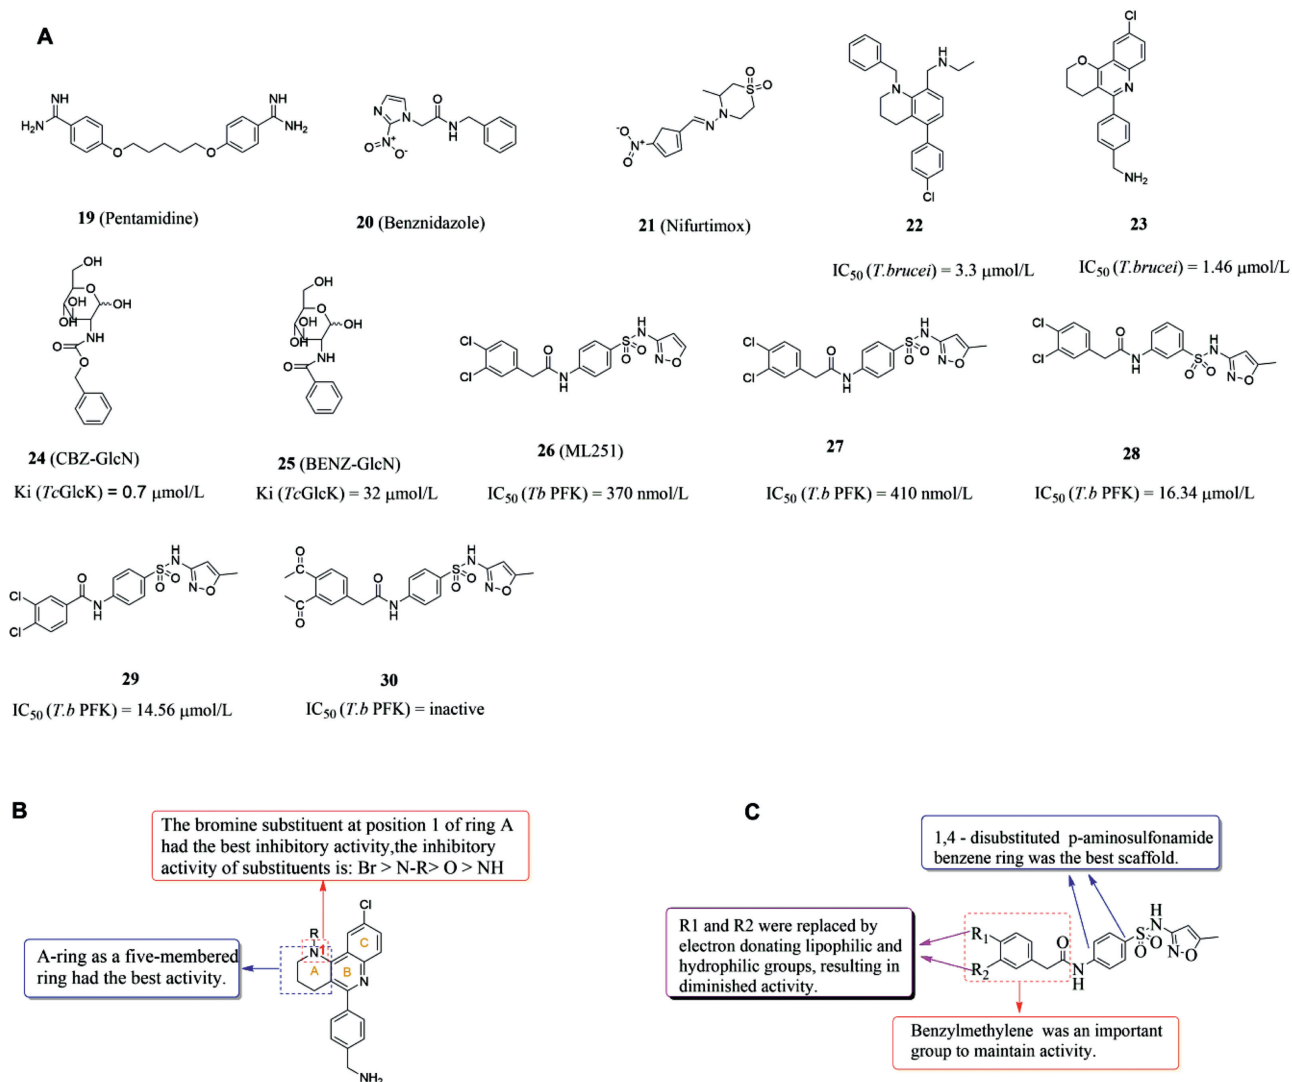 A
19 (Pentamidine)
20 (Benznidazole)
21 (Nifurtimox)
22
IC50 (T.brucei) = 3.3 μmol/L
23
IC50 (T.brucei) = 1.46 μmol/L
24 (CBZ-GlcN)
Ki (TcGlcK) = 0.7 μmol/L
25 (BENZ-GlcN)
Ki (TcGlcK) = 32 μmol/L
26 (ML251)
IC50 (Tb PFK) = 370 nmol/L
27
IC50 (T.b PFK) = 410 nmol/L
28
IC50 (T.b PFK) = 16.34 μmol/L
29
IC50 (T.b PFK) = 14.56 μmol/L
30
IC50 (T.b PFK) = inactive
B
The bromine substituent at position 1 of ring A
had the best inhibitory activity,the inhibitory
activity of substituents is: Br > N-R> O > NH
A-ring as a five-membered
ring had the best activity.
Cl
R
N 1
A
B
C
N
NH2
C
1,4 - disubstituted p-aminosulfonamide
benzene ring was the best scaffold.
R1 and R2 were replaced by
electron donating lipophilic and
hydrophilic groups, resulting in
diminished activity.
R1
R2
O
N
H
S
O O
H
N
N O
Benzylmethylene was an important
group to maintain activity.